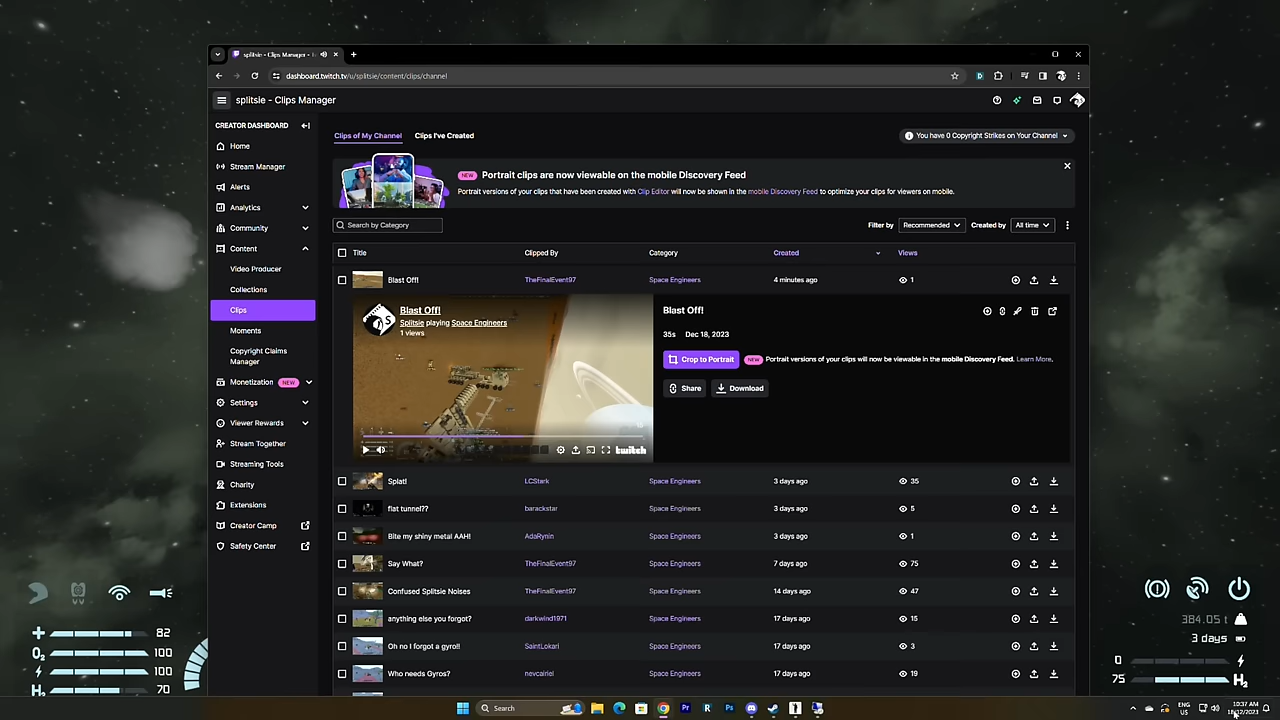 splitsie - Clips Manager - T
dashboard.twitch.tv/u/splitsie/content/clips/channel
splitsie - Clips Manager
CREATOR DASHBOARD
Home
Stream Manager
Alerts
Analytics
Community
Content
Video Producer
Collections
Clips
Moments
Copyright Claims
Manager
Monetization NEW
Settings
Viewer Rewards
Stream Together
Streaming Tools
Charity
Extensions
Creator Camp
Safety Center
Clips of My Channel Clips I've Created
You have 0 Copyright Strikes on Your Channel
NEW Portrait clips are now viewable on the mobile Discovery Feed
Portrait versions of your clips that have been created with Clip Editor will now be shown in the mobile Discovery Feed to optimize your clips for viewers on mobile.
Search by Category Filter by Recommended Created by All time
Title Clipped By Category Created Views
Blast Off! TheFinalEvent97 Space Engineers 4 minutes ago 1
Blast Off!
Splitsie playing Space Engineers
1 views
twitch
Blast Off!
35s Dec 18, 2023
Crop to Portrait NEW Portrait versions of your clips will now be viewable in the mobile Discovery Feed. Learn More.
Share Download
Splat! LCStark Space Engineers 3 days ago 35
flat tunnel?? barackstar Space Engineers 3 days ago 5
Bite my shiny metal AAH! AdaRynin Space Engineers 3 days ago 1
Say What? TheFinalEvent97 Space Engineers 7 days ago 75
Confused Splitsie Noises TheFinalEvent97 Space Engineers 14 days ago 47
anything else you forgot? darkwind1971 Space Engineers 17 days ago 15
Oh no I forgot a gyro!! SaintLokari Space Engineers 17 days ago 3
Who needs Gyros? nevcairiel Space Engineers 17 days ago 19
82
O2 100
100
H2 70
384.05 t
3 days
0
75 H2
Search
ENG
US
10:37 AM
18/12/2023